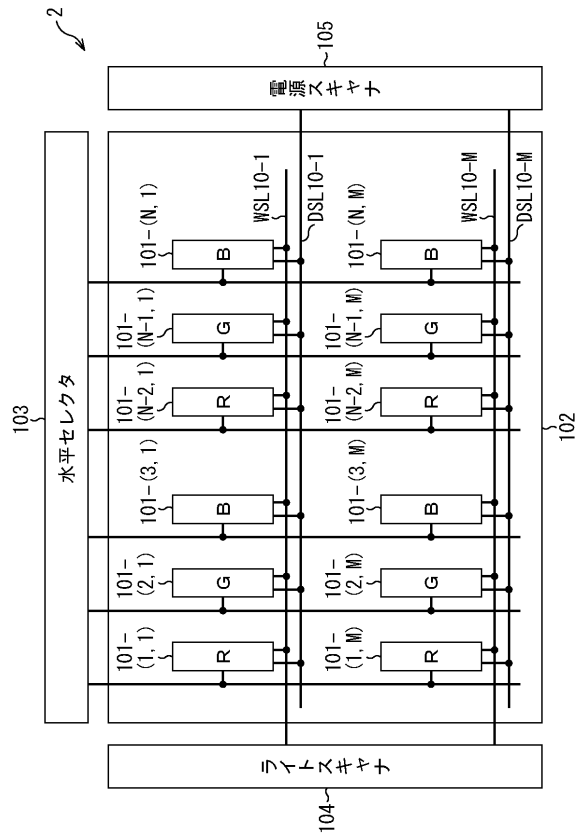 2
103
水平セレクタ
105
電源スキャナ
104
ライトスキャナ
102
101-
(1, 1)
R
101-
(2, 1)
G
101-(3, 1)
B
101-
(N-2, 1)
R
101-
(N-1, 1)
G
101-(N, 1)
B
WSL10-1
DSL10-1
101-
(1, M)
R
101-
(2, M)
G
101-(3, M)
B
101-
(N-2, M)
R
101-
(N-1, M)
G
101-(N, M)
B
WSL10-M
DSL10-M